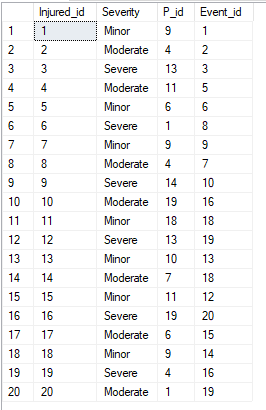 Injured_id Severity P_id Event_id
1 1 Minor 9 1
2 2 Moderate 4 2
3 3 Severe 13 3
4 4 Moderate 11 5
5 5 Minor 6 6
6 6 Severe 1 8
7 7 Minor 9 9
8 8 Moderate 4 7
9 9 Severe 14 10
10 10 Moderate 19 16
11 11 Minor 18 18
12 12 Severe 13 19
13 13 Minor 10 13
14 14 Moderate 7 18
15 15 Minor 11 12
16 16 Severe 19 20
17 17 Moderate 6 15
18 18 Minor 9 14
19 19 Severe 4 16
20 20 Moderate 1 19